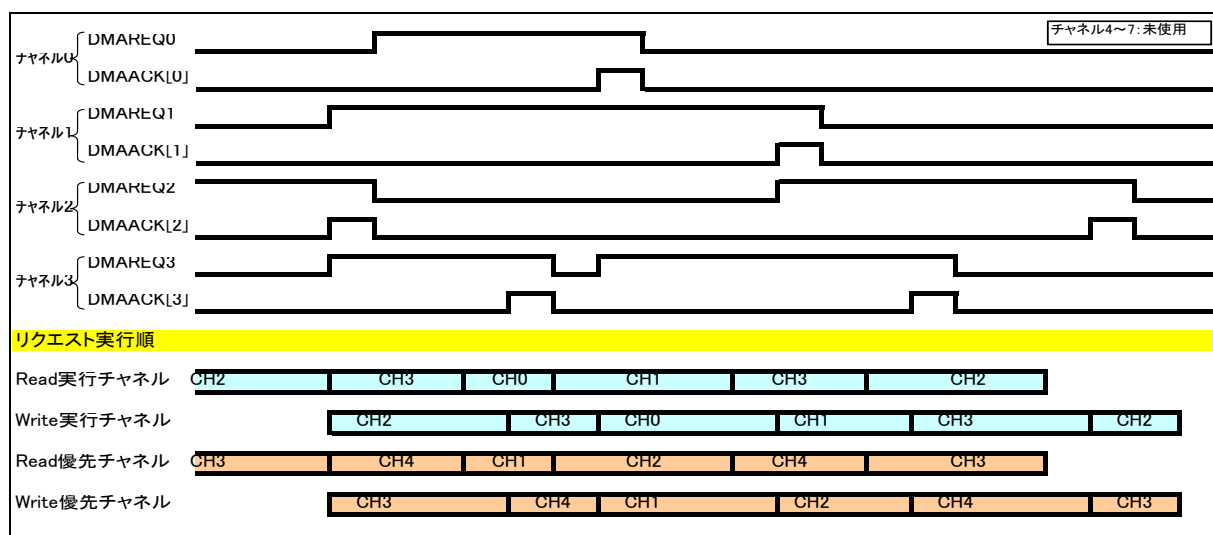 チャネル4～7：未使用
チャネル0
DMAREQ0
DMAACK[0]
チャネル1
DMAREQ1
DMAACK[1]
チャネル2
DMAREQ2
DMAACK[2]
チャネル3
DMAREQ3
DMAACK[3]
リクエスト実行順
Read実行チャネル CH2 CH3 CH0 CH1 CH3 CH2
Write実行チャネル CH2 CH3 CH0 CH1 CH3 CH2
Read優先チャネル CH3 CH4 CH1 CH2 CH4 CH3
Write優先チャネル CH3 CH4 CH1 CH2 CH4 CH3